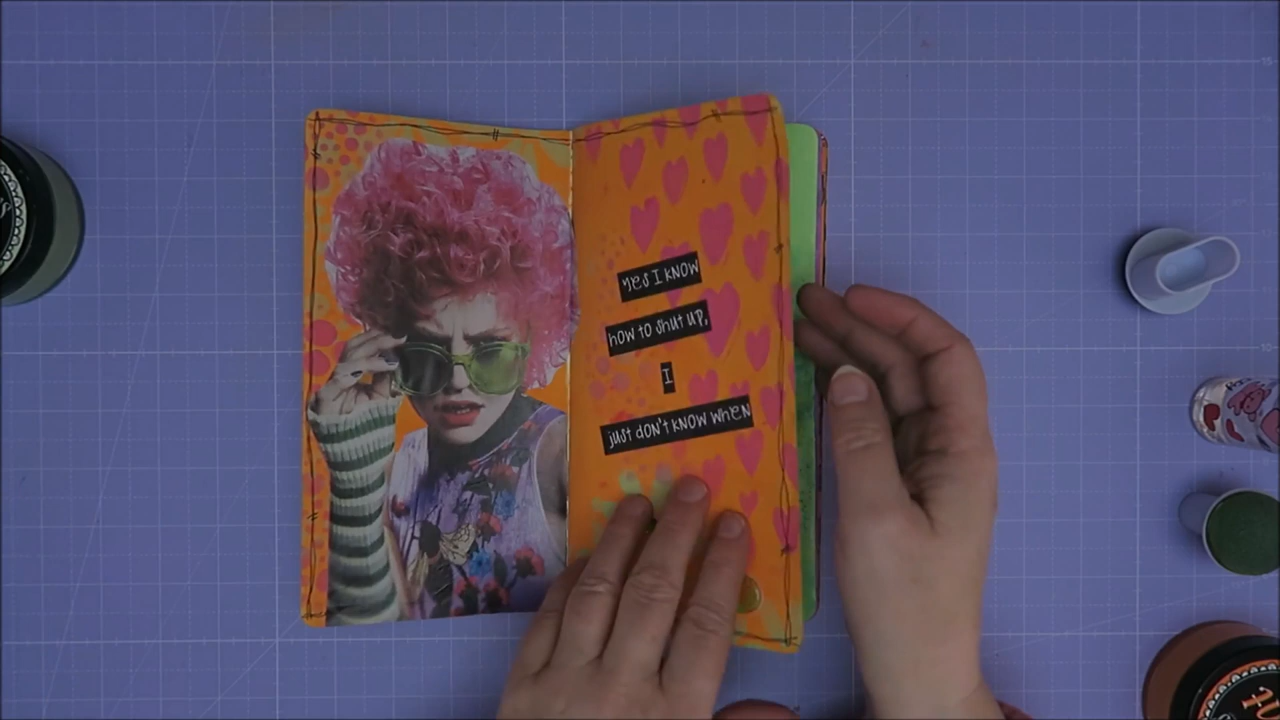 yes I know
how to shut up,
I
just don't know when